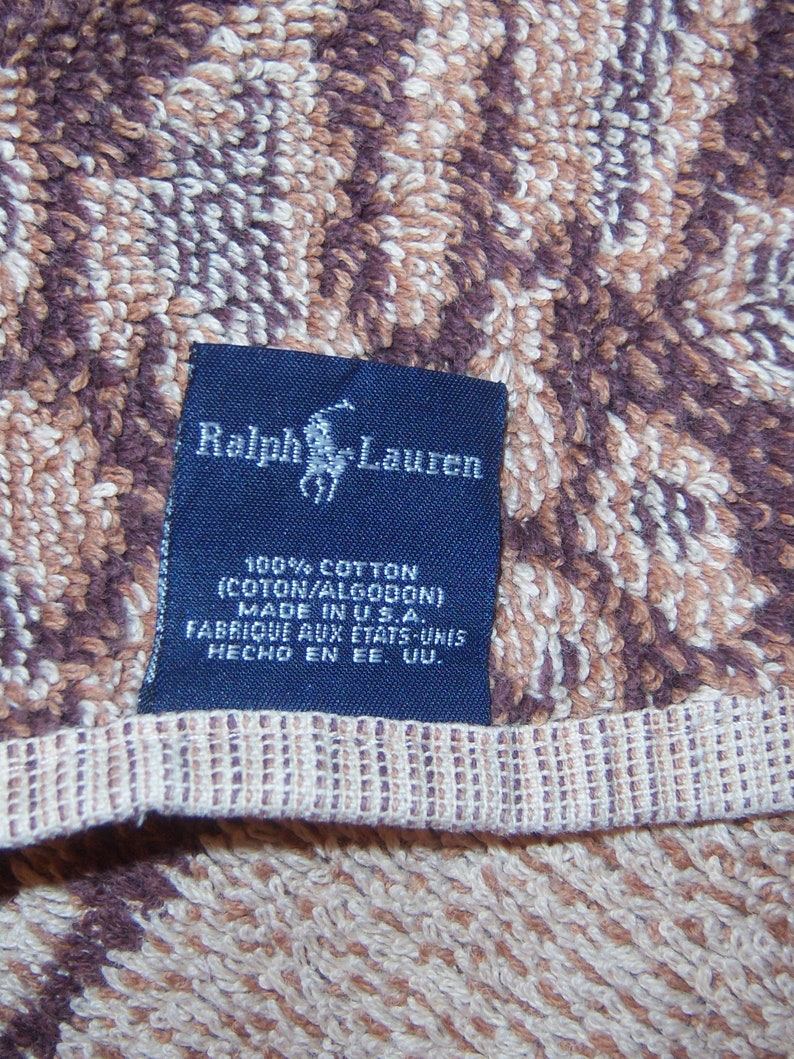 Ralph Lauren
100% COTTON
(COTON/ALGODON)
MADE IN U.S.A.
FABRIQUE AUX ETATS-UNIS
HECHO EN EE. UU.